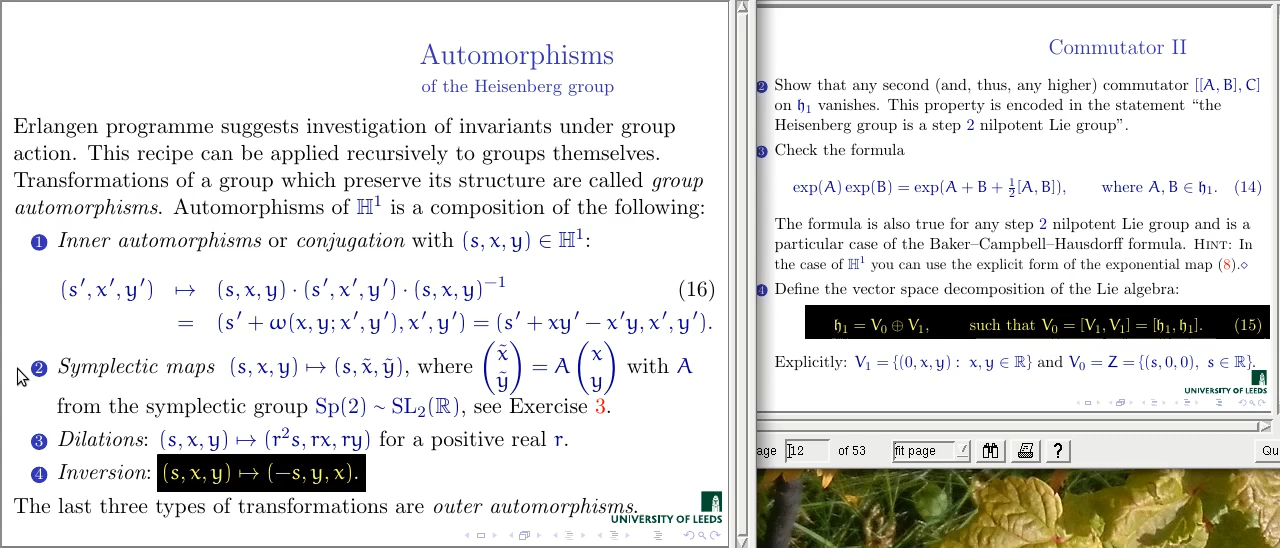 Automorphisms
of the Heisenberg group
Erlangen programme suggests investigation of invariants under group
action. This recipe can be applied recursively to groups themselves.
Transformations of a group which preserve its structure are called group
automorphisms. Automorphisms of ℍ¹ is a composition of the following:
1 Inner automorphisms or conjugation with (s, x, y) ∈ ℍ¹:
(s′, x′, y′) ↦ (s, x, y) · (s′, x′, y′) · (s, x, y)⁻¹ (16)
= (s′ + ω(x, y; x′, y′), x′, y′) = (s′ + xy′ − x′y, x′, y′).
2 Symplectic maps (s, x, y) ↦ (s, x̃, ỹ), where (x̃ ỹ) = A (x y) with A
from the symplectic group Sp(2) ~ SL₂(ℝ), see Exercise 3.
3 Dilations: (s, x, y) ↦ (r²s, rx, ry) for a positive real r.
4 Inversion: (s, x, y) ↦ (−s, y, x).
The last three types of transformations are outer automorphisms.
UNIVERSITY OF LEEDS
Commutator II
2 Show that any second (and, thus, any higher) commutator [[A, B], C]
on 𝔥₁ vanishes. This property is encoded in the statement “the
Heisenberg group is a step 2 nilpotent Lie group”.
3 Check the formula
exp(A) exp(B) = exp(A + B + ½[A, B]), where A, B ∈ 𝔥₁. (14)
The formula is also true for any step 2 nilpotent Lie group and is a
particular case of the Baker–Campbell–Hausdorff formula. HINT: In
the case of ℍ¹ you can use the explicit form of the exponential map (8).⋄
4 Define the vector space decomposition of the Lie algebra:
𝔥₁ = V₀ ⊕ V₁, such that V₀ = [V₁, V₁] = [𝔥₁, 𝔥₁]. (15)
Explicitly: V₁ = {(0, x, y) : x, y ∈ ℝ} and V₀ = Z = {(s, 0, 0), s ∈ ℝ}.
UNIVERSITY OF LEEDS
age 12 of 53 fit page ? Qu